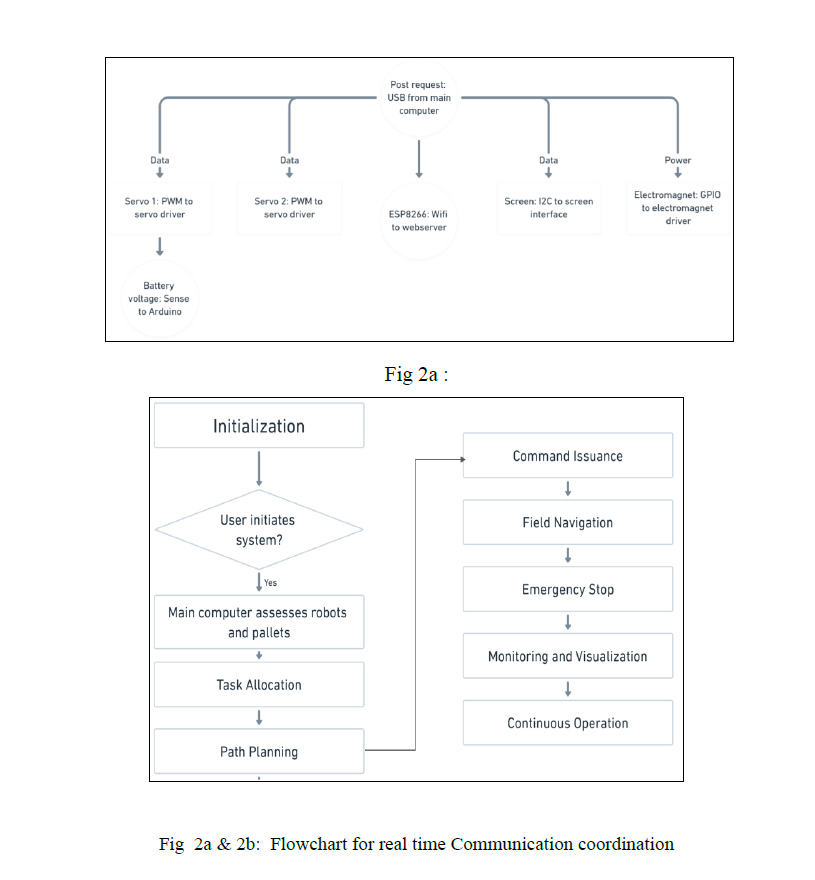 Post request:
USB from main
computer
Data
Data
Data
Power
Servo 1: PWM to
servo driver
Servo 2: PWM to
servo driver
ESP8266: Wifi
to webserver
Screen: I2C to screen
interface
Electromagnet: GPIO
to electromagnet
driver
Battery
voltage: Sense
to Arduino
Fig 2a :
Initialization
User initiates
system?
Yes
Main computer assesses robots
and pallets
Task Allocation
Path Planning
Command Issuance
Field Navigation
Emergency Stop
Monitoring and Visualization
Continuous Operation
Fig 2a & 2b: Flowchart for real time Communication coordination